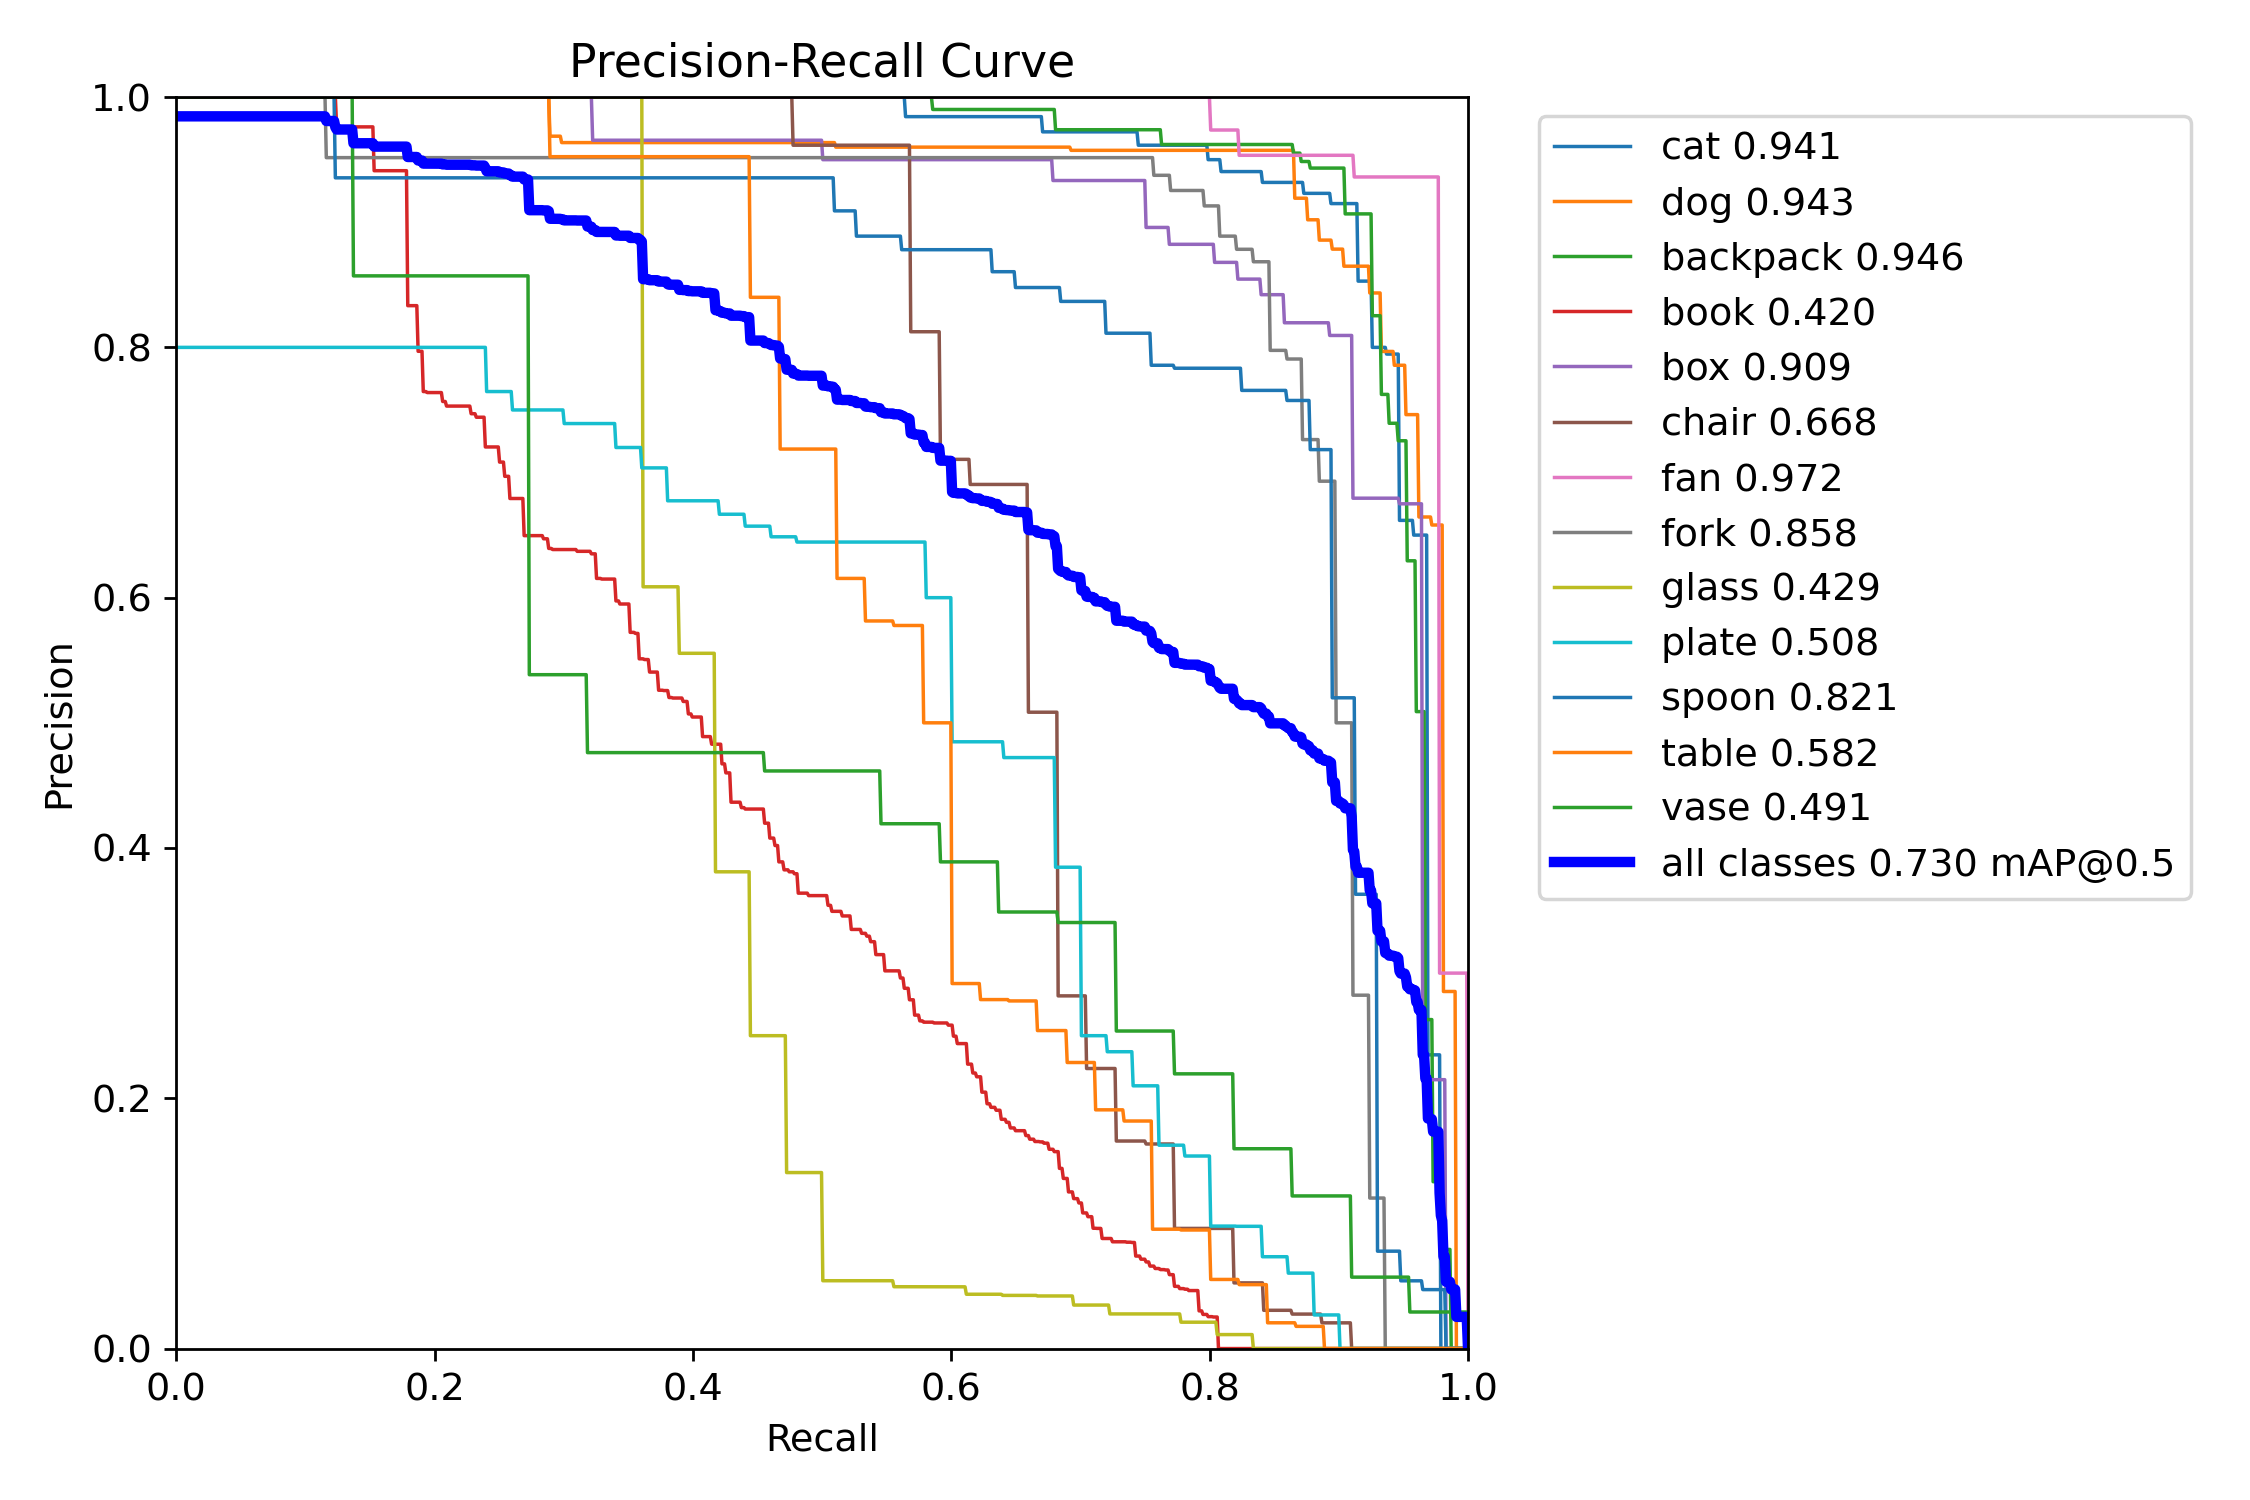 Precision-Recall Curve
1.0
0.8
0.6
0.4
0.2
0.0
Precision
0.0 0.2 0.4 0.6 0.8 1.0
Recall
cat 0.941
dog 0.943
backpack 0.946
book 0.420
box 0.909
chair 0.668
fan 0.972
fork 0.858
glass 0.429
plate 0.508
spoon 0.821
table 0.582
vase 0.491
all classes 0.730 mAP@0.5